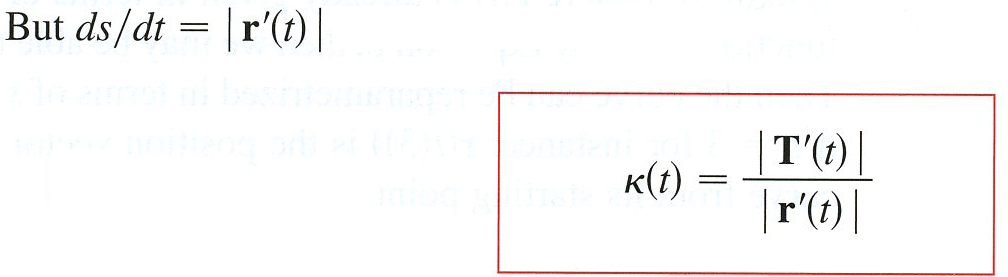 But ds/dt = |r′(t)|
κ(t) = |T′(t)| / |r′(t)|